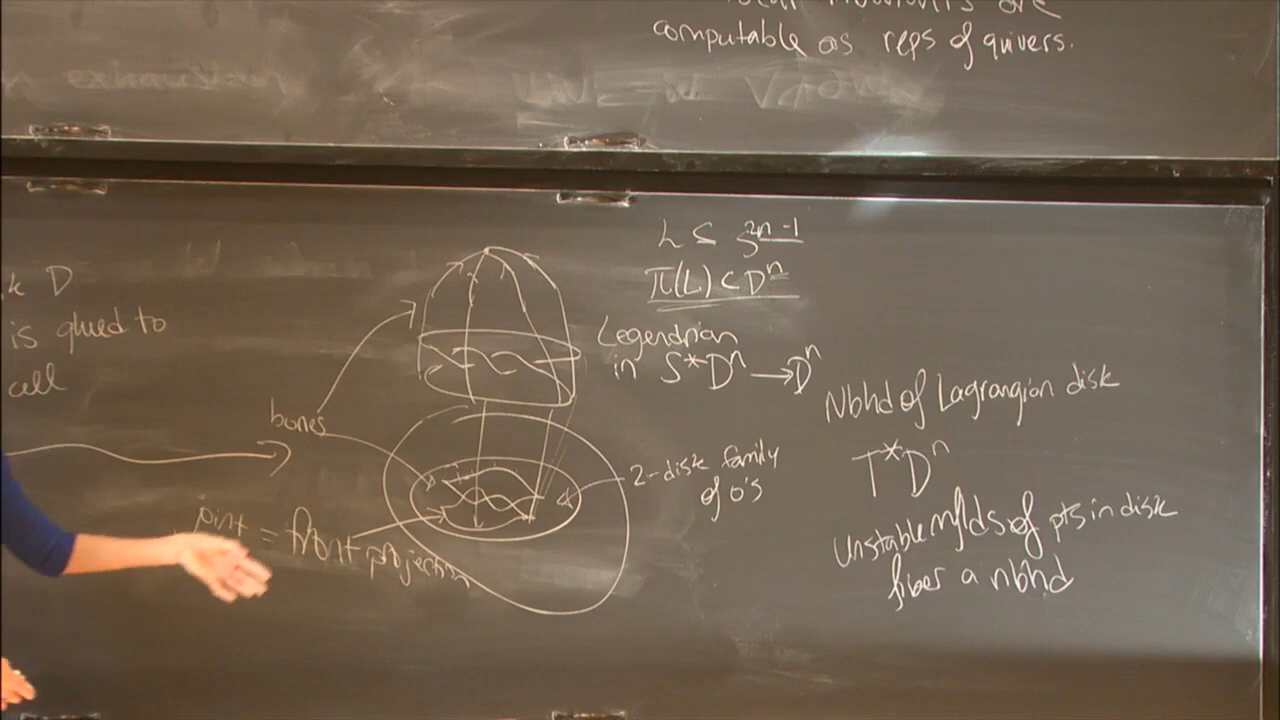 computable as reps of quivers.
D
is glued to
cell
bones
print = front projection
L ⊆ S^{2n-1}
π(L) ⊂ D^n
Legendrian
in S*D^n → D^n
2-disk family
of 0's
Nbhd of Lagrangian disk
T*D^n
Unstable mflds of pts in disk
fiber a nbhd